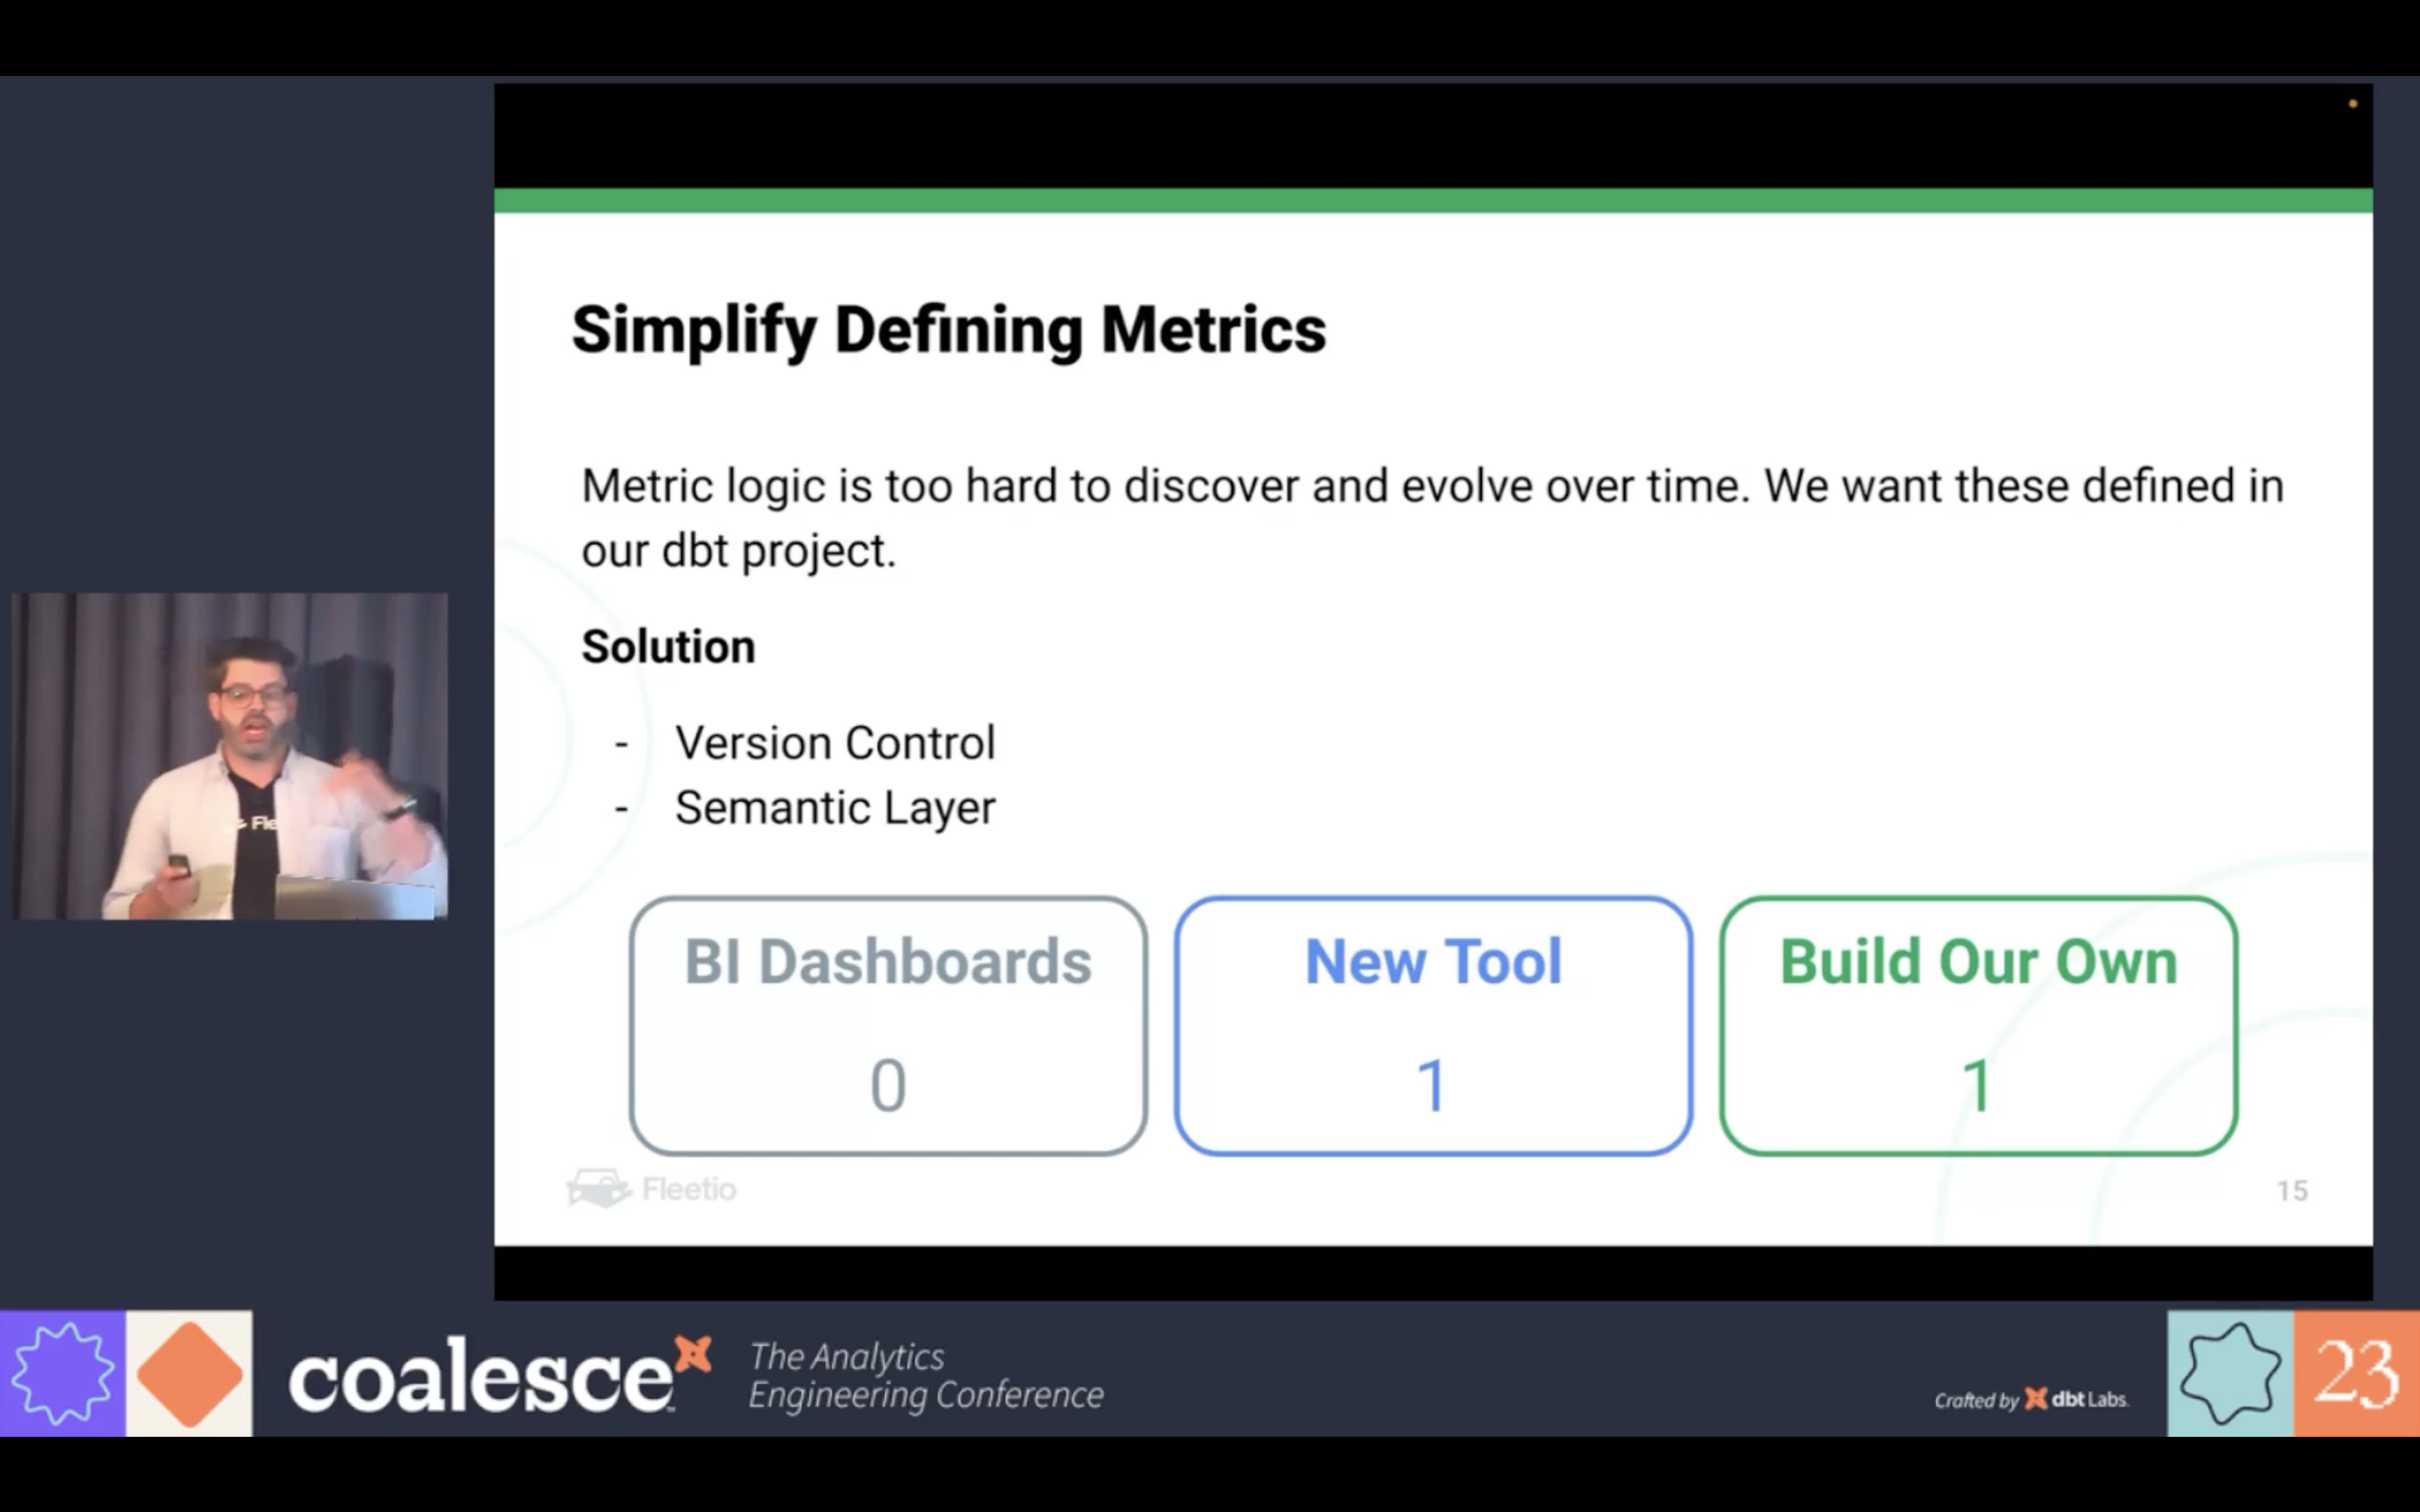 Simplify Defining Metrics
Metric logic is too hard to discover and evolve over time. We want these defined in
our dbt project.
Solution
- Version Control
- Semantic Layer
BI Dashboards
0
New Tool
1
Build Our Own
1
Fleetio
15
Fle
coalesce
The Analytics
Engineering Conference
Crafted by dbt Labs.
23